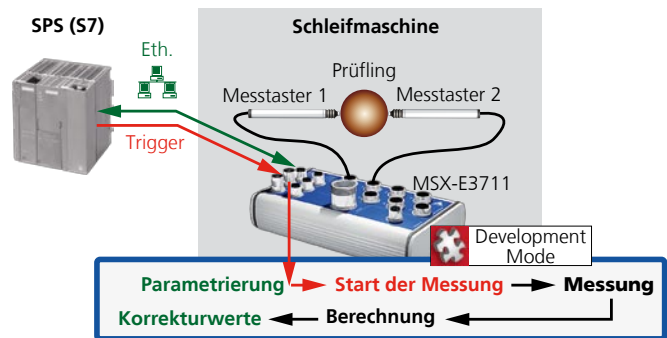 SPS (S7)
Schleifmaschine
Eth.
Prüfling
Messtaster 1
Messtaster 2
Trigger
MSX-E3711
Development
Mode
Parametrierung
Start der Messung
Messung
Korrekturwerte
Berechnung